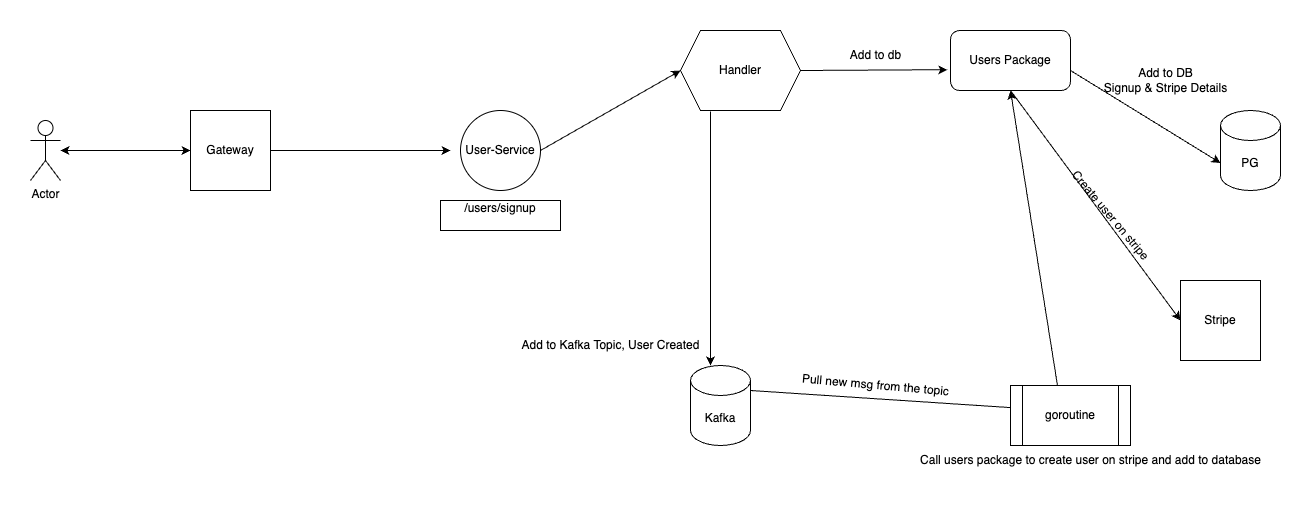 Actor
Gateway
User-Service
/users/signup
Handler
Add to db
Users Package
Add to DB
Signup & Stripe Details
PG
Create user on stripe
Stripe
Add to Kafka Topic, User Created
Kafka
Pull new msg from the topic
goroutine
Call users package to create user on stripe and add to database